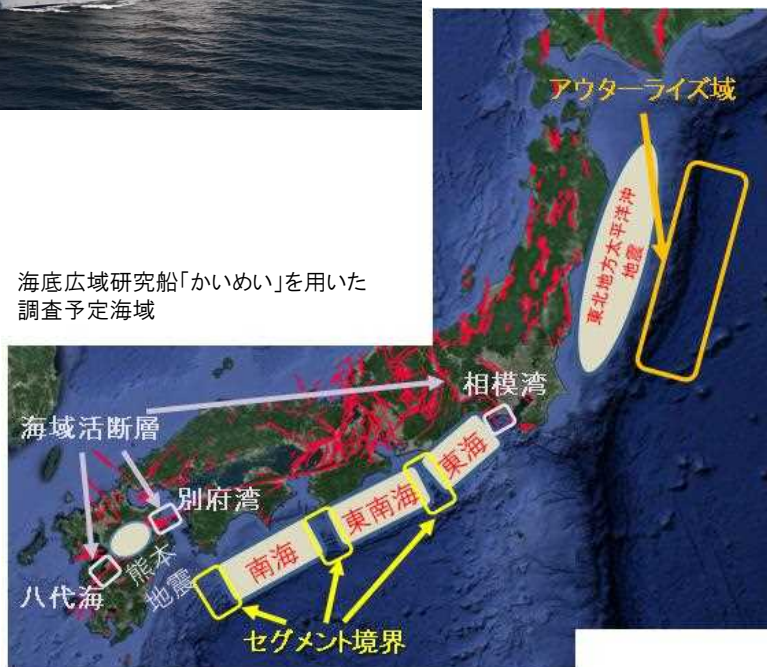 海底広域研究船「かいめい」を用いた
調査予定海域
アウターライズ域
東北地方太平洋沖
地震
相模湾
海域活断層
東海
別府湾
東南海
南海
熊本
地震
八代海
セグメント境界